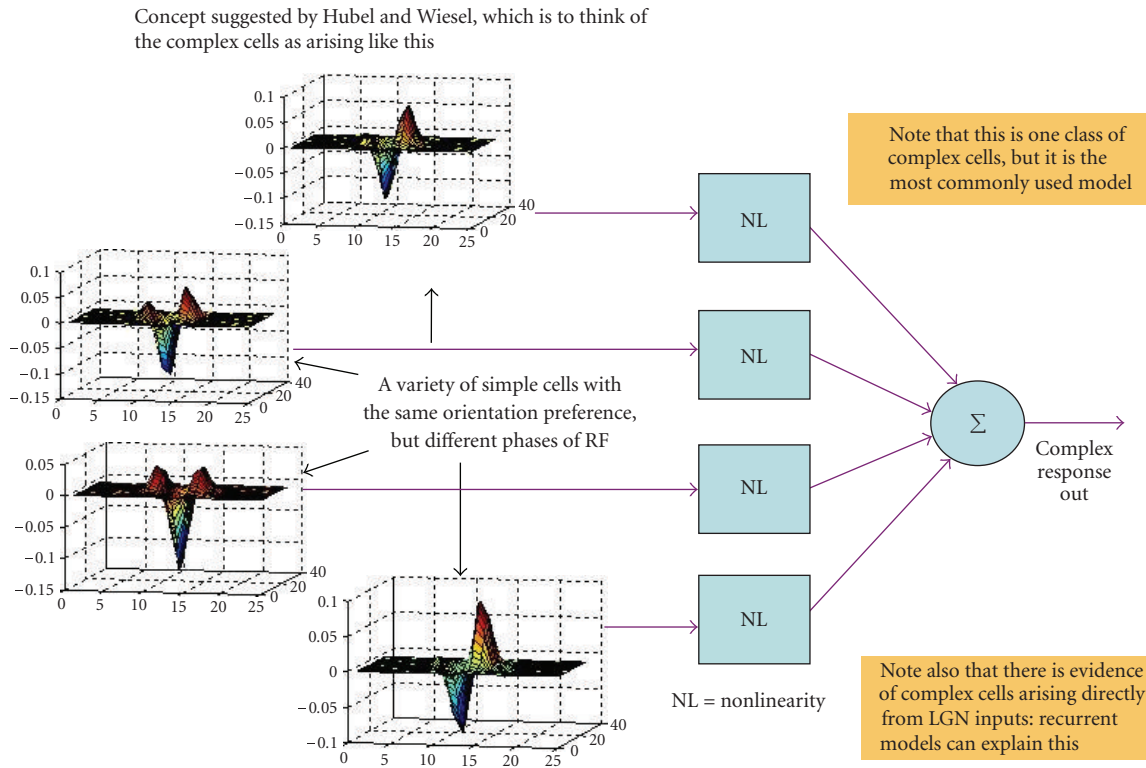 Concept suggested by Hubel and Wiesel, which is to think of
the complex cells as arising like this
0.1
0.05
0
−0.05
−0.1
−0.15
0 5 10 15 20 25
0 20 40
NL
Note that this is one class of
complex cells, but it is the
most commonly used model
0.1
0.05
0
−0.05
−0.1
−0.15
0 5 10 15 20 25
0 20 40
NL
A variety of simple cells with
the same orientation preference,
but different phases of RF
Σ
Complex
response
out
0.05
0
−0.05
−0.1
−0.15
0 5 10 15 20 25
0 20 40
NL
0.1
0.05
0
−0.05
−0.1
0 5 10 15 20 25
0 20 40
NL
NL = nonlinearity
Note also that there is evidence
of complex cells arising directly
from LGN inputs: recurrent
models can explain this